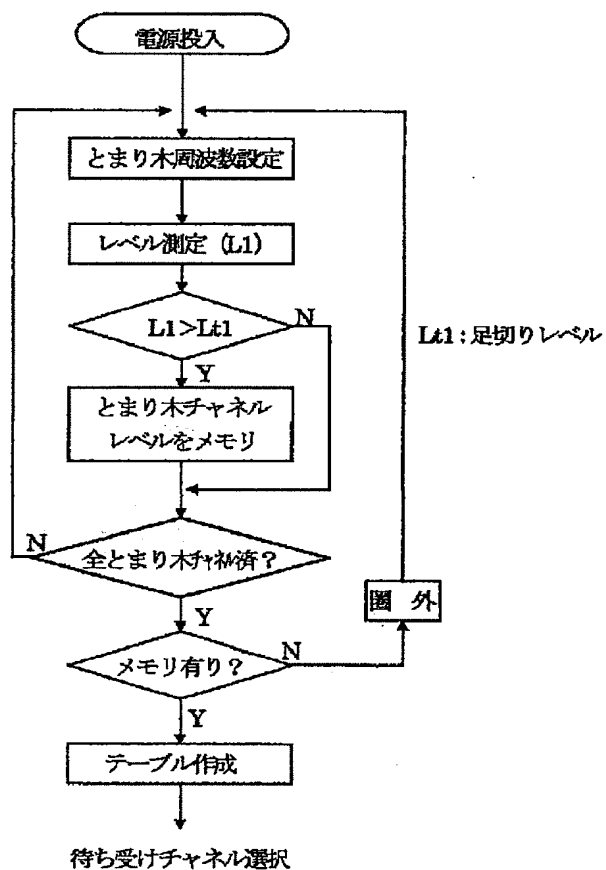 電源投入
とまり木周波数設定
レベル測定 (L1)
L1>Lt1
N
Lt1 : 足切りレベル
Y
とまり木チャネル
レベルをメモリ
N
全とまり木チャネル済?
Y
圏 外
メモリ有り?
N
Y
テーブル作成
待ち受けチャネル選択